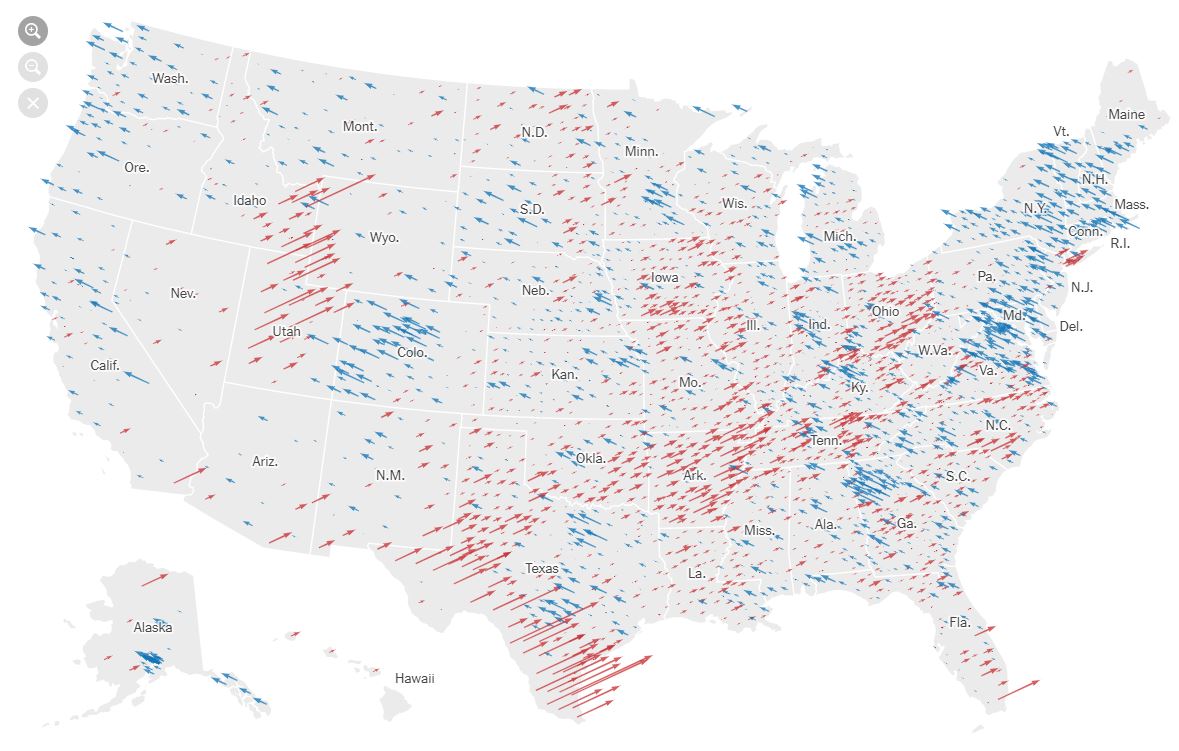 Wash.
Maine
Mont.
N.D.
Vt.
Minn.
Ore.
N.H.
Idaho
Wis.
Mass.
S.D.
N.Y.
Conn.
Wyo.
Mich.
R.I.
Iowa
Pa.
N.J.
Nev.
Neb.
Ohio
Md.
Utah
Ill.
Ind.
Del.
Colo.
W.Va.
Calif.
Va.
Kan.
Mo.
Ky.
N.C.
Tenn.
Okla.
Ariz.
N.M.
Ark.
S.C.
Miss.
Ala.
Ga.
Texas
La.
Fla.
Alaska
Hawaii